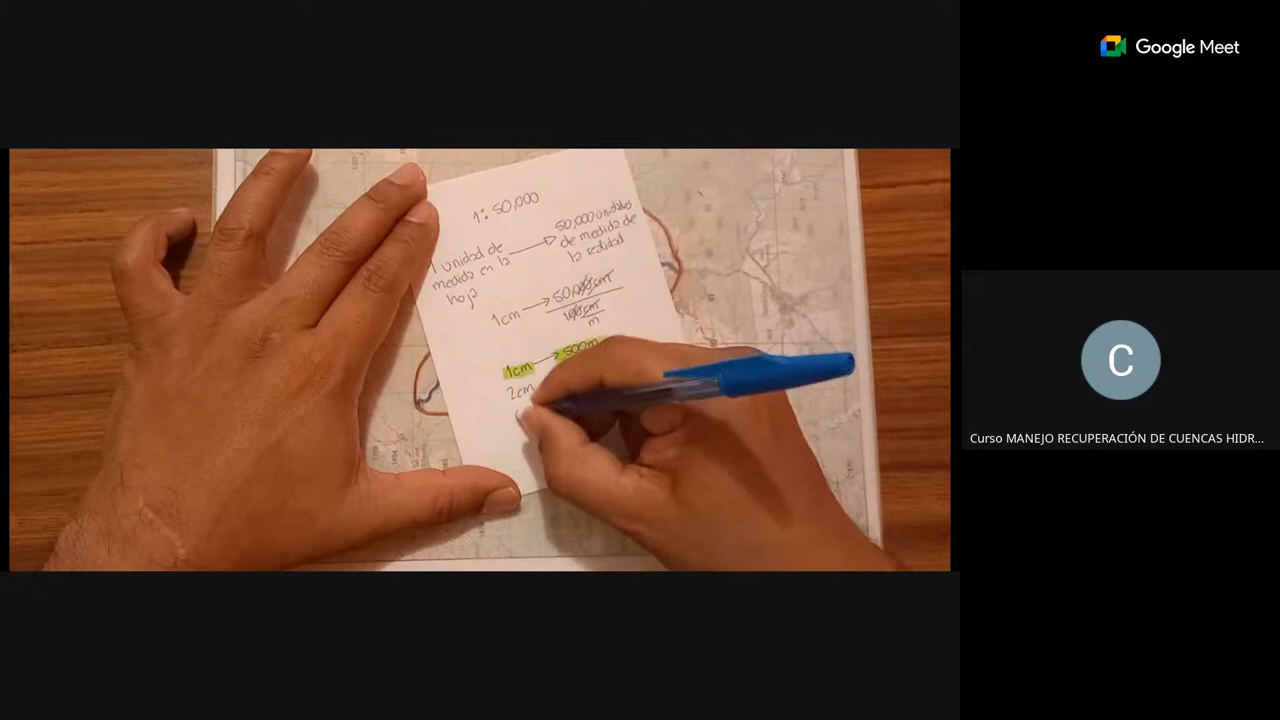 Google Meet
1: 50,000
1 unidad de
medida en la
hoja
50,000 unidades
de medida de
la realidad
1cm → 50,000 cm
100 cm
m
1cm → 500m
2cm
C
Curso MANEJO RECUPERACIÓN DE CUENCAS HIDR...